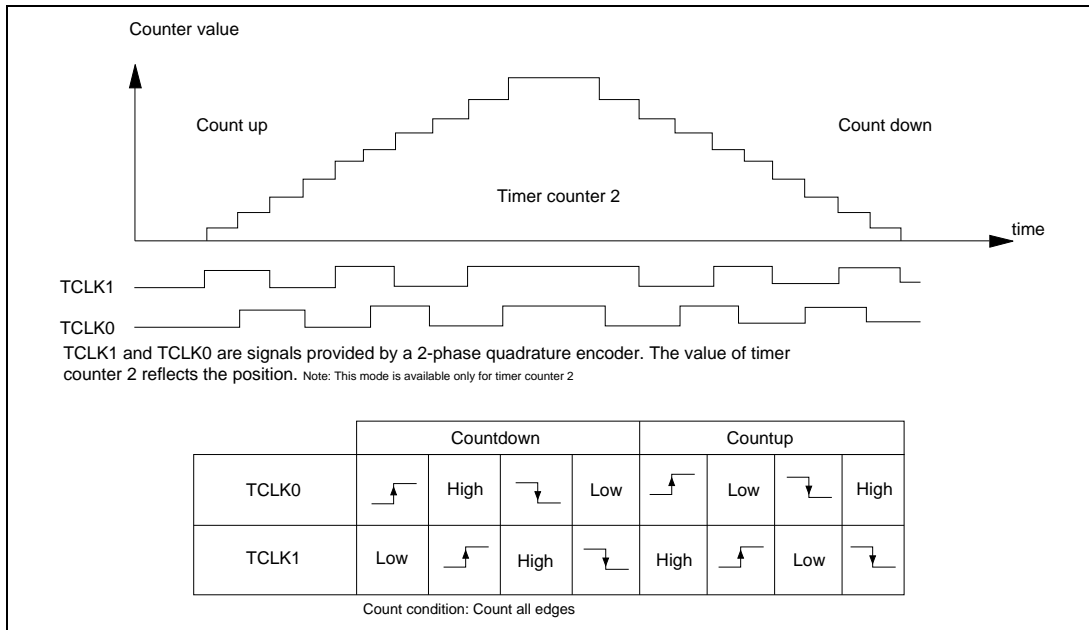 Counter value
Count up
Count down
Timer counter 2
time
TCLK1
TCLK0
TCLK1 and TCLK0 are signals provided by a 2-phase quadrature encoder. The value of timer
counter 2 reflects the position. Note: This mode is available only for timer counter 2
Countdown Countup
TCLK0 High Low Low High
TCLK1 Low High High Low
Count condition: Count all edges